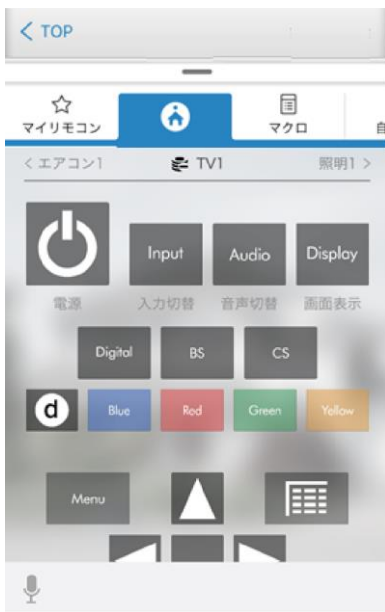 < TOP
マイリモコン
マクロ
自
< エアコン1 TV1 照明1 >
Input Audio Display
電源 入力切替 音声切替 画面表示
Digital BS CS
d Blue Red Green Yellow
Menu